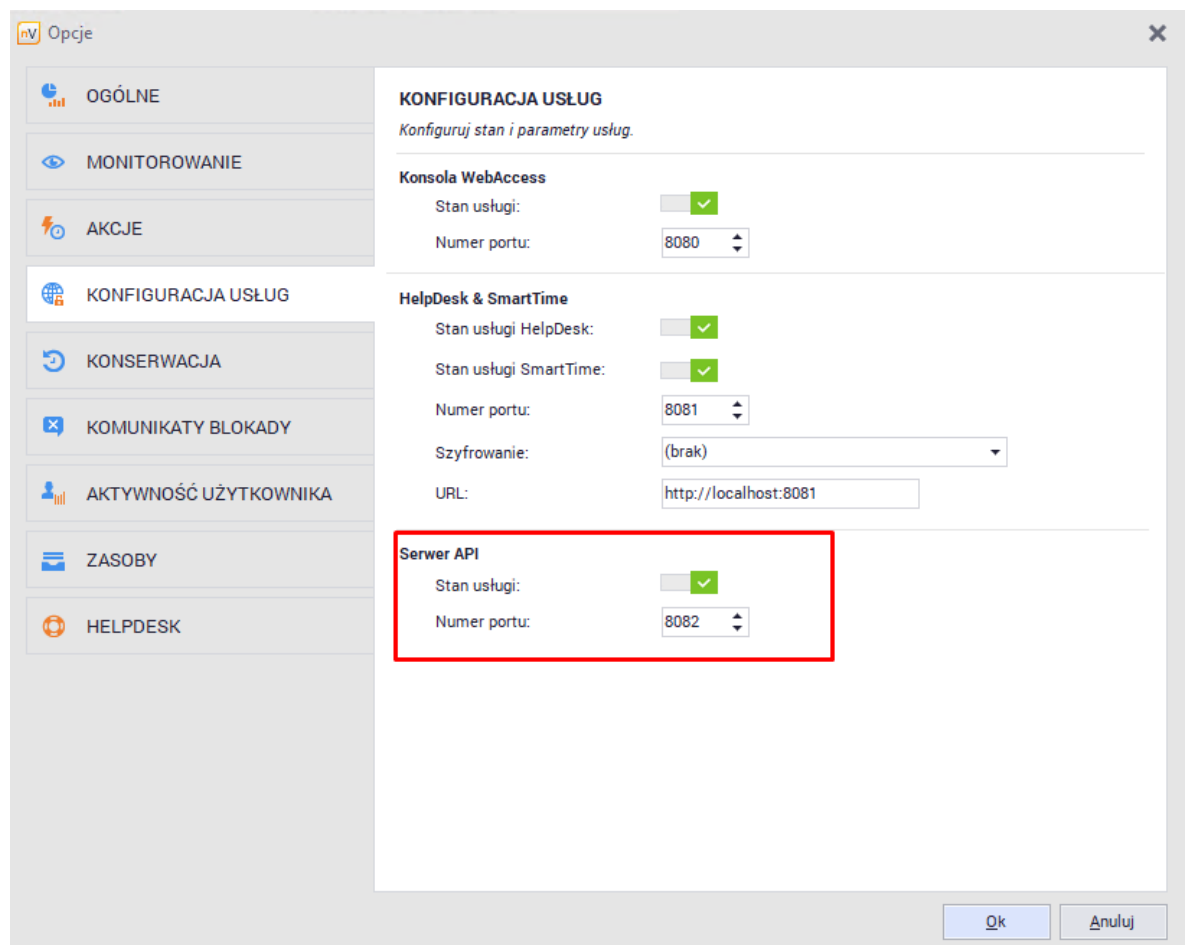 nV Opcje
OGÓLNE
MONITOROWANIE
AKCJE
KONFIGURACJA USŁUG
KONSERWACJA
KOMUNIKATY BLOKADY
AKTYWNOŚĆ UŻYTKOWNIKA
ZASOBY
HELPDESK
KONFIGURACJA USŁUG
Konfiguruj stan i parametry usług.
Konsola WebAccess
Stan usługi:
Numer portu: 8080
HelpDesk & SmartTime
Stan usługi HelpDesk:
Stan usługi SmartTime:
Numer portu: 8081
Szyfrowanie: (brak)
URL: http://localhost:8081
Serwer API
Stan usługi:
Numer portu: 8082
Ok Anuluj